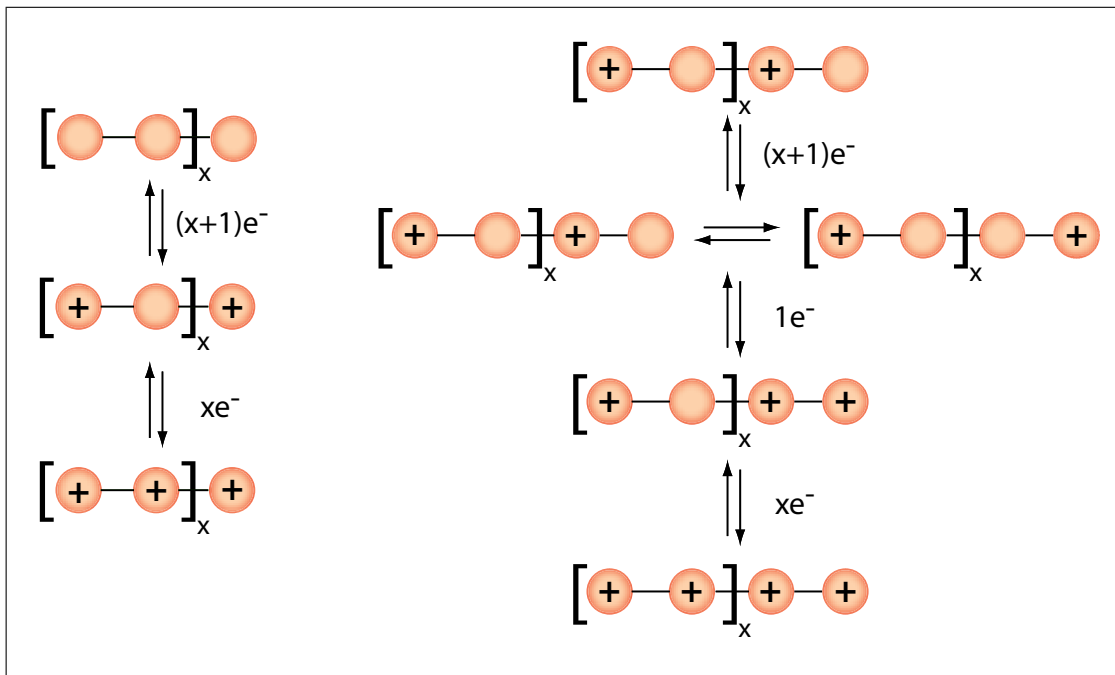 [ ]x
(x+1)e⁻
[+ ]x +
xe⁻
[+ +]x +
[+ ]x +
(x+1)e⁻
[+ ]x + [+ ]x +
1e⁻
[+ ]x + +
xe⁻
[+ +]x + +